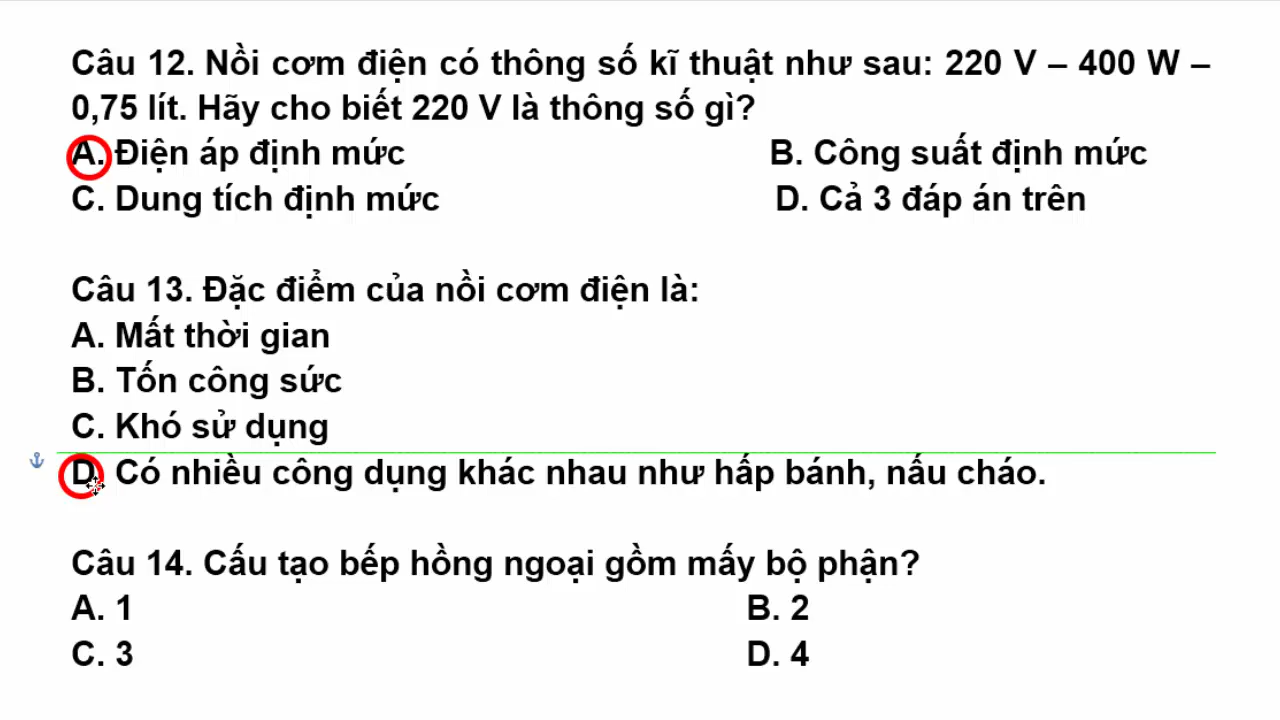 Câu 12. Nồi cơm điện có thông số kĩ thuật như sau: 220 V – 400 W –
0,75 lít. Hãy cho biết 220 V là thông số gì?
A. Điện áp định mức B. Công suất định mức
C. Dung tích định mức D. Cả 3 đáp án trên
Câu 13. Đặc điểm của nồi cơm điện là:
A. Mất thời gian
B. Tốn công sức
C. Khó sử dụng
D. Có nhiều công dụng khác nhau như hấp bánh, nấu cháo.
Câu 14. Cấu tạo bếp hồng ngoại gồm mấy bộ phận?
A. 1 B. 2
C. 3 D. 4